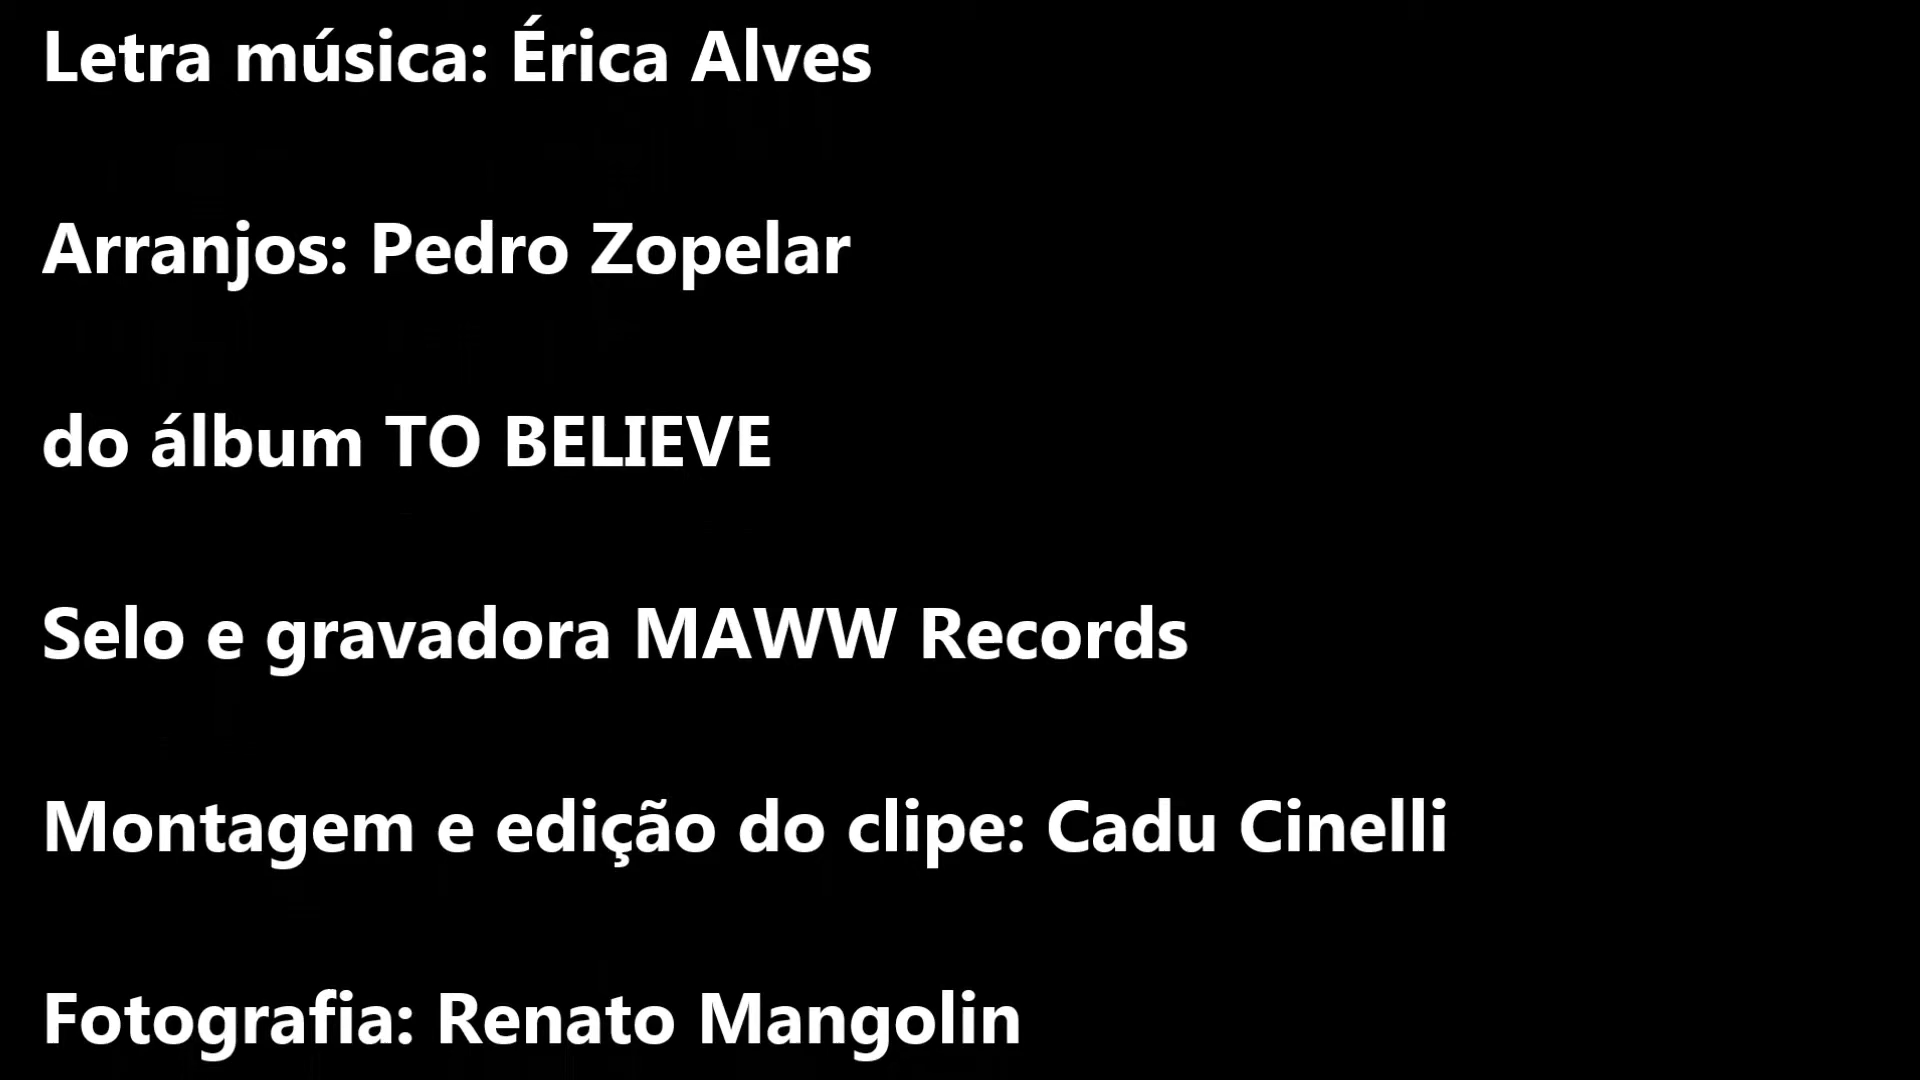 Letra música: Érica Alves
Arranjos: Pedro Zopelar
do álbum TO BELIEVE
Selo e gravadora MAWW Records
Montagem e edição do clipe: Cadu Cinelli
Fotografia: Renato Mangolin